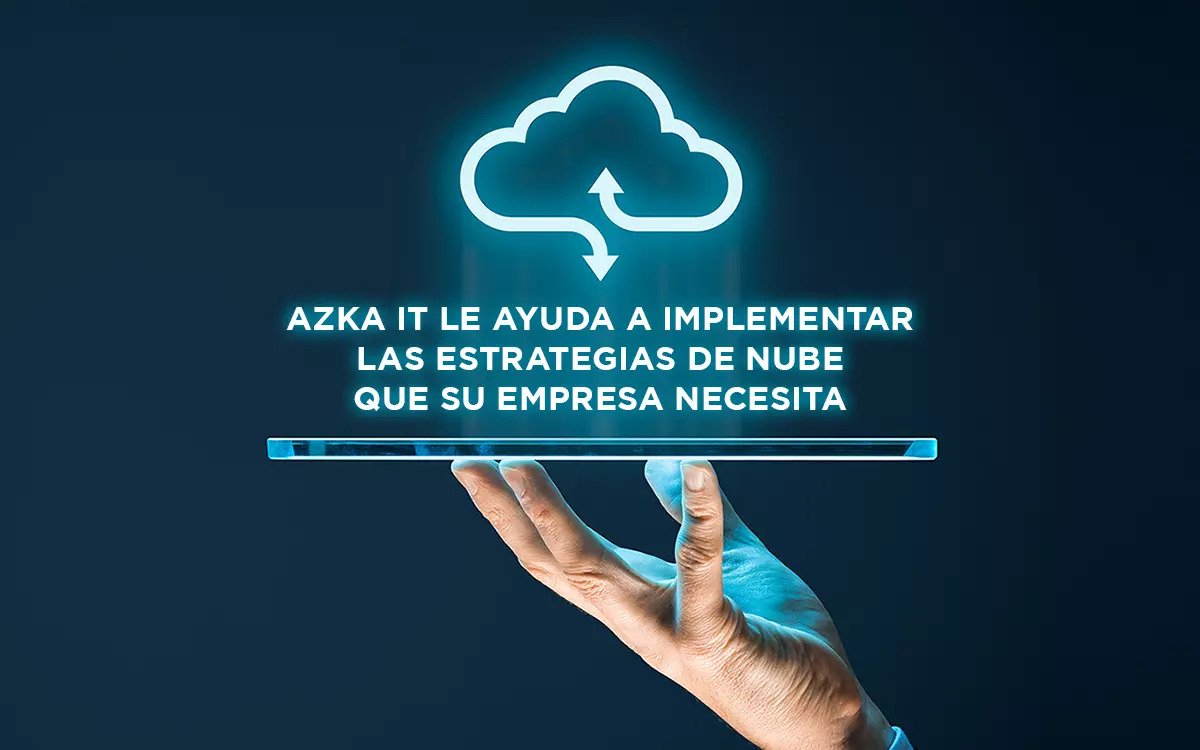 AZKA IT LE AYUDA A IMPLEMENTAR
LAS ESTRATEGIAS DE NUBE
QUE SU EMPRESA NECESITA